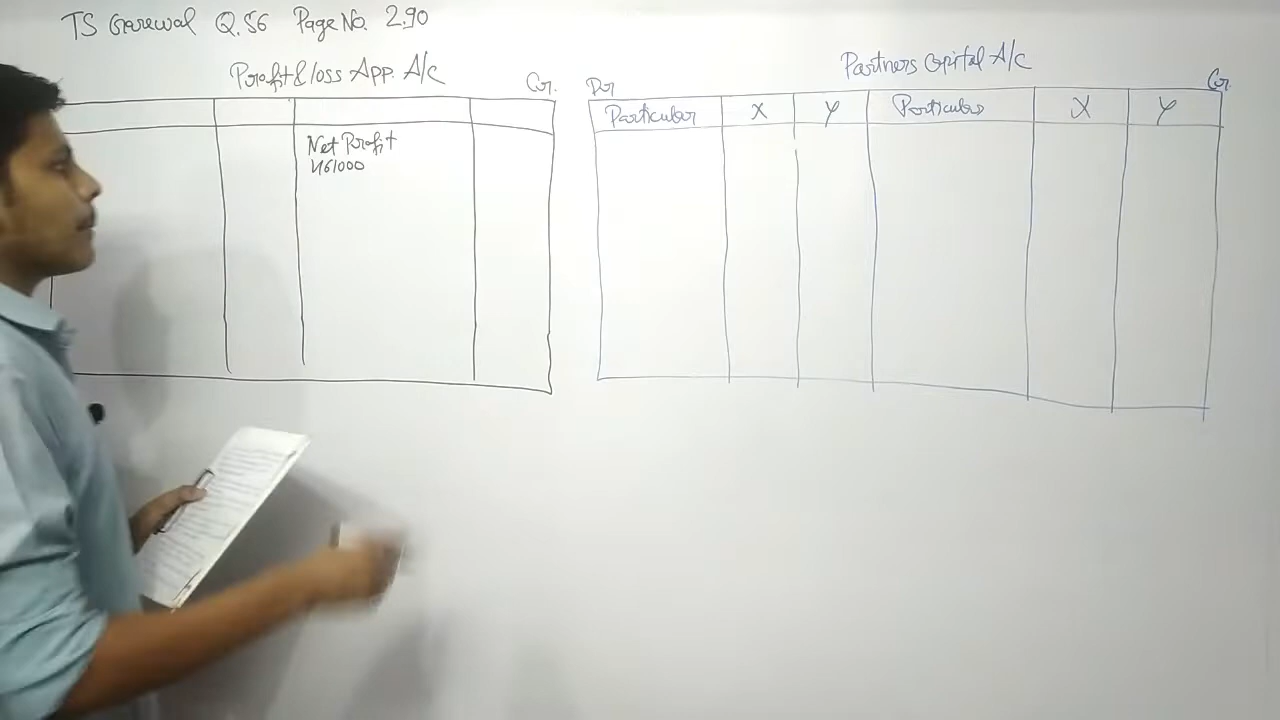 TS Grewal Q.56 Page No. 2.90
Profit & loss App. A/c
Cr.
Net Profit
461000
Partners Capital A/c
Dr
Cr.
Particular X Y Particulars X Y